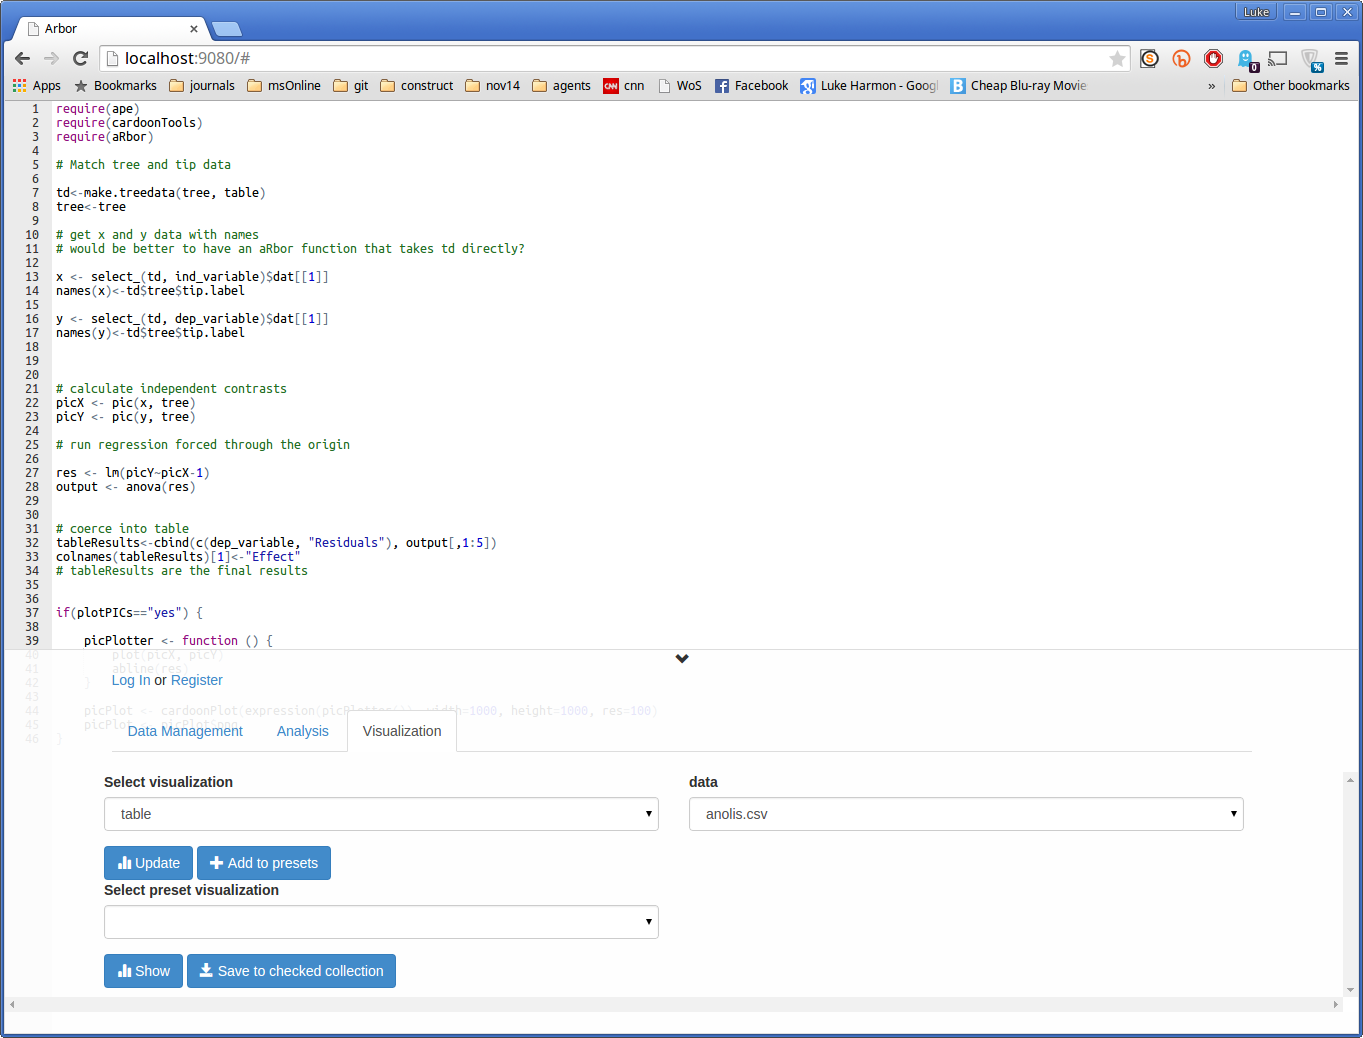 Luke
Arbor
localhost:9080/#
Apps Bookmarks journals msOnline git construct nov14 agents cnn WoS Facebook Luke Harmon - Googl Cheap Blu-ray Movie » Other bookmarks
1 require(ape)
2 require(cardoonTools)
3 require(aRbor)
4
5 # Match tree and tip data
6
7 td<-make.treedata(tree, table)
8 tree<-tree
9
10 # get x and y data with names
11 # would be better to have an aRbor function that takes td directly?
12
13 x <- select_(td, ind_variable)$dat[[1]]
14 names(x)<-td$tree$tip.label
15
16 y <- select_(td, dep_variable)$dat[[1]]
17 names(y)<-td$tree$tip.label
18
19
20
21 # calculate independent contrasts
22 picX <- pic(x, tree)
23 picY <- pic(y, tree)
24
25 # run regression forced through the origin
26
27 res <- lm(picY~picX-1)
28 output <- anova(res)
29
30
31 # coerce into table
32 tableResults<-cbind(c(dep_variable, "Residuals"), output[,1:5])
33 colnames(tableResults)[1]<-"Effect"
34 # tableResults are the final results
35
36
37 if(plotPICs=="yes") {
38
39 picPlotter <- function () {
40 plot(picX, picY)
41 abline(res)
42 }
Log In or Register
43
44 picPlot <- cardoonPlot(expression(picPlotter()), width=1000, height=1000, res=100)
45 picPlot <- picPlot$png
46 }
Data Management Analysis Visualization
Select visualization data
table anolis.csv
Update Add to presets
Select preset visualization
Show Save to checked collection